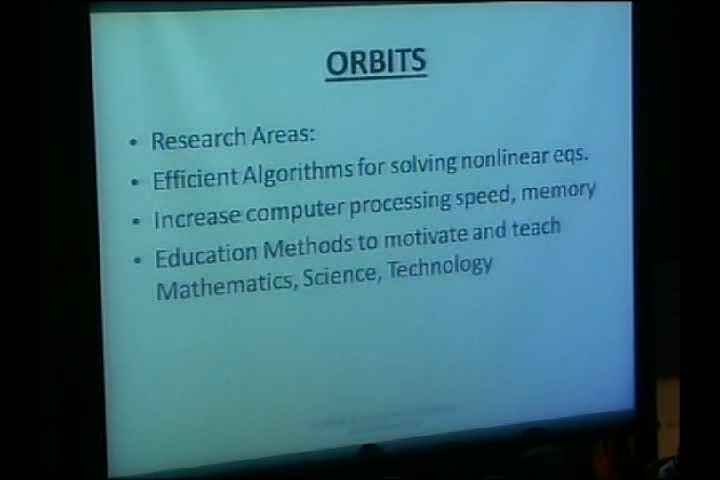 ORBITS
• Research Areas:
• Efficient Algorithms for solving nonlinear eqs.
• Increase computer processing speed, memory
• Education Methods to motivate and teach
Mathematics, Science, Technology